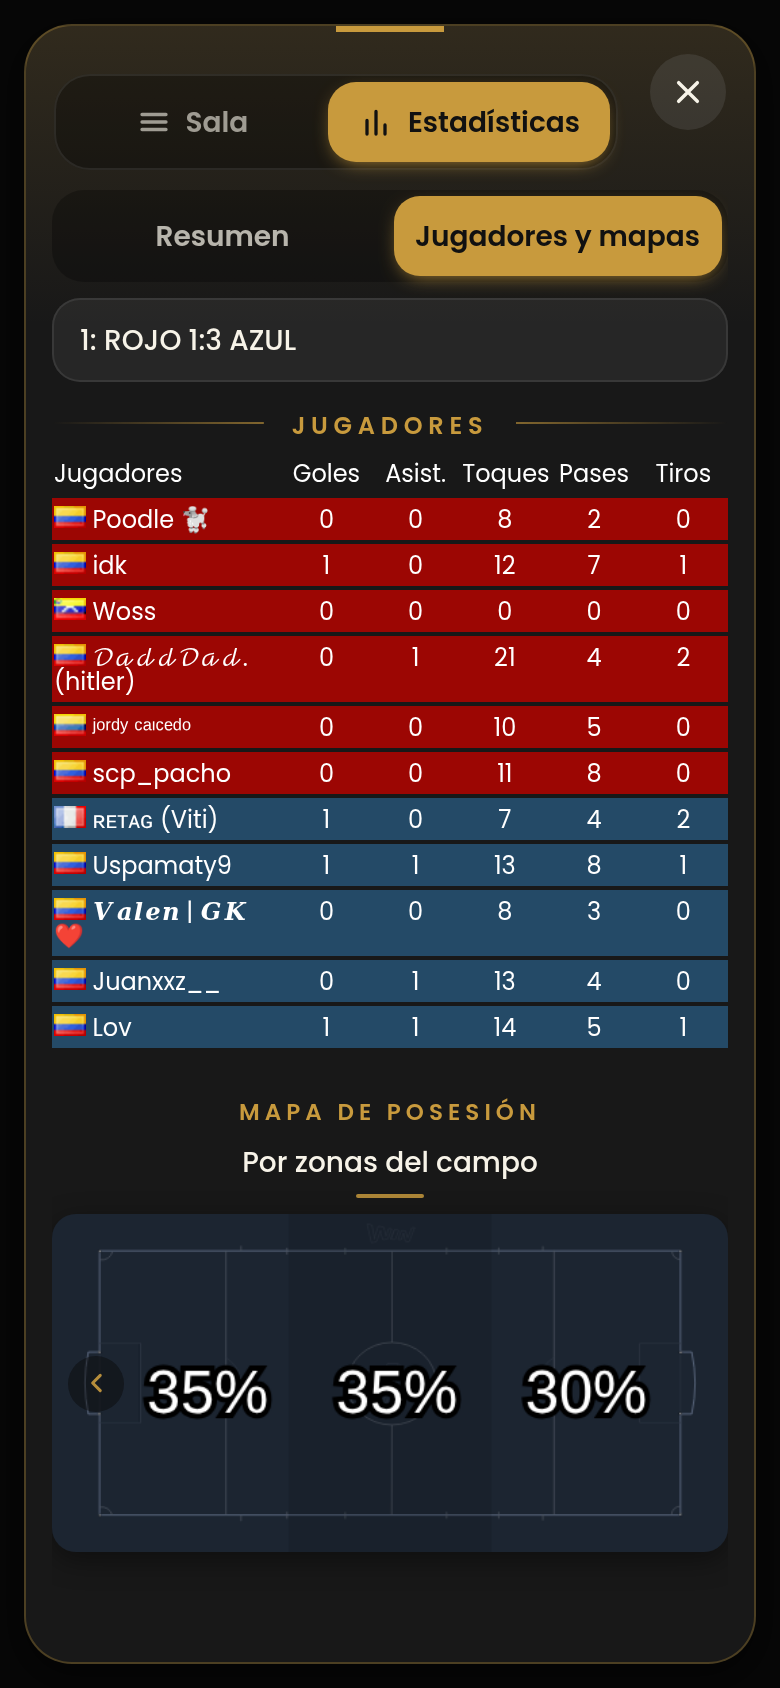 Sala
Estadísticas
Resumen
Jugadores y mapas
1: ROJO 1:3 AZUL
JUGADORES
Jugadores Goles Asist. Toques Pases Tiros
Poodle 🐩 0 0 8 2 0
idk 1 0 12 7 1
Woss 0 0 0 0 0
𝓓𝓪𝓭𝓭𝓓𝓪𝓭. 0 1 21 4 2
(hitler)
ʲᵒʳᵈʸ ᶜᵃᶦᶜᵉᵈᵒ 0 0 10 5 0
scp_pacho 0 0 11 8 0
ʀᴇᴛᴀɢ (Viti) 1 0 7 4 2
Uspamaty9 1 1 13 8 1
𝑽𝒂𝒍𝒆𝒏 | 𝑮𝑲 0 0 8 3 0
❤️
Juanxxz__ 0 1 13 4 0
Lov 1 1 14 5 1
MAPA DE POSESIÓN
Por zonas del campo
35% 35% 30%